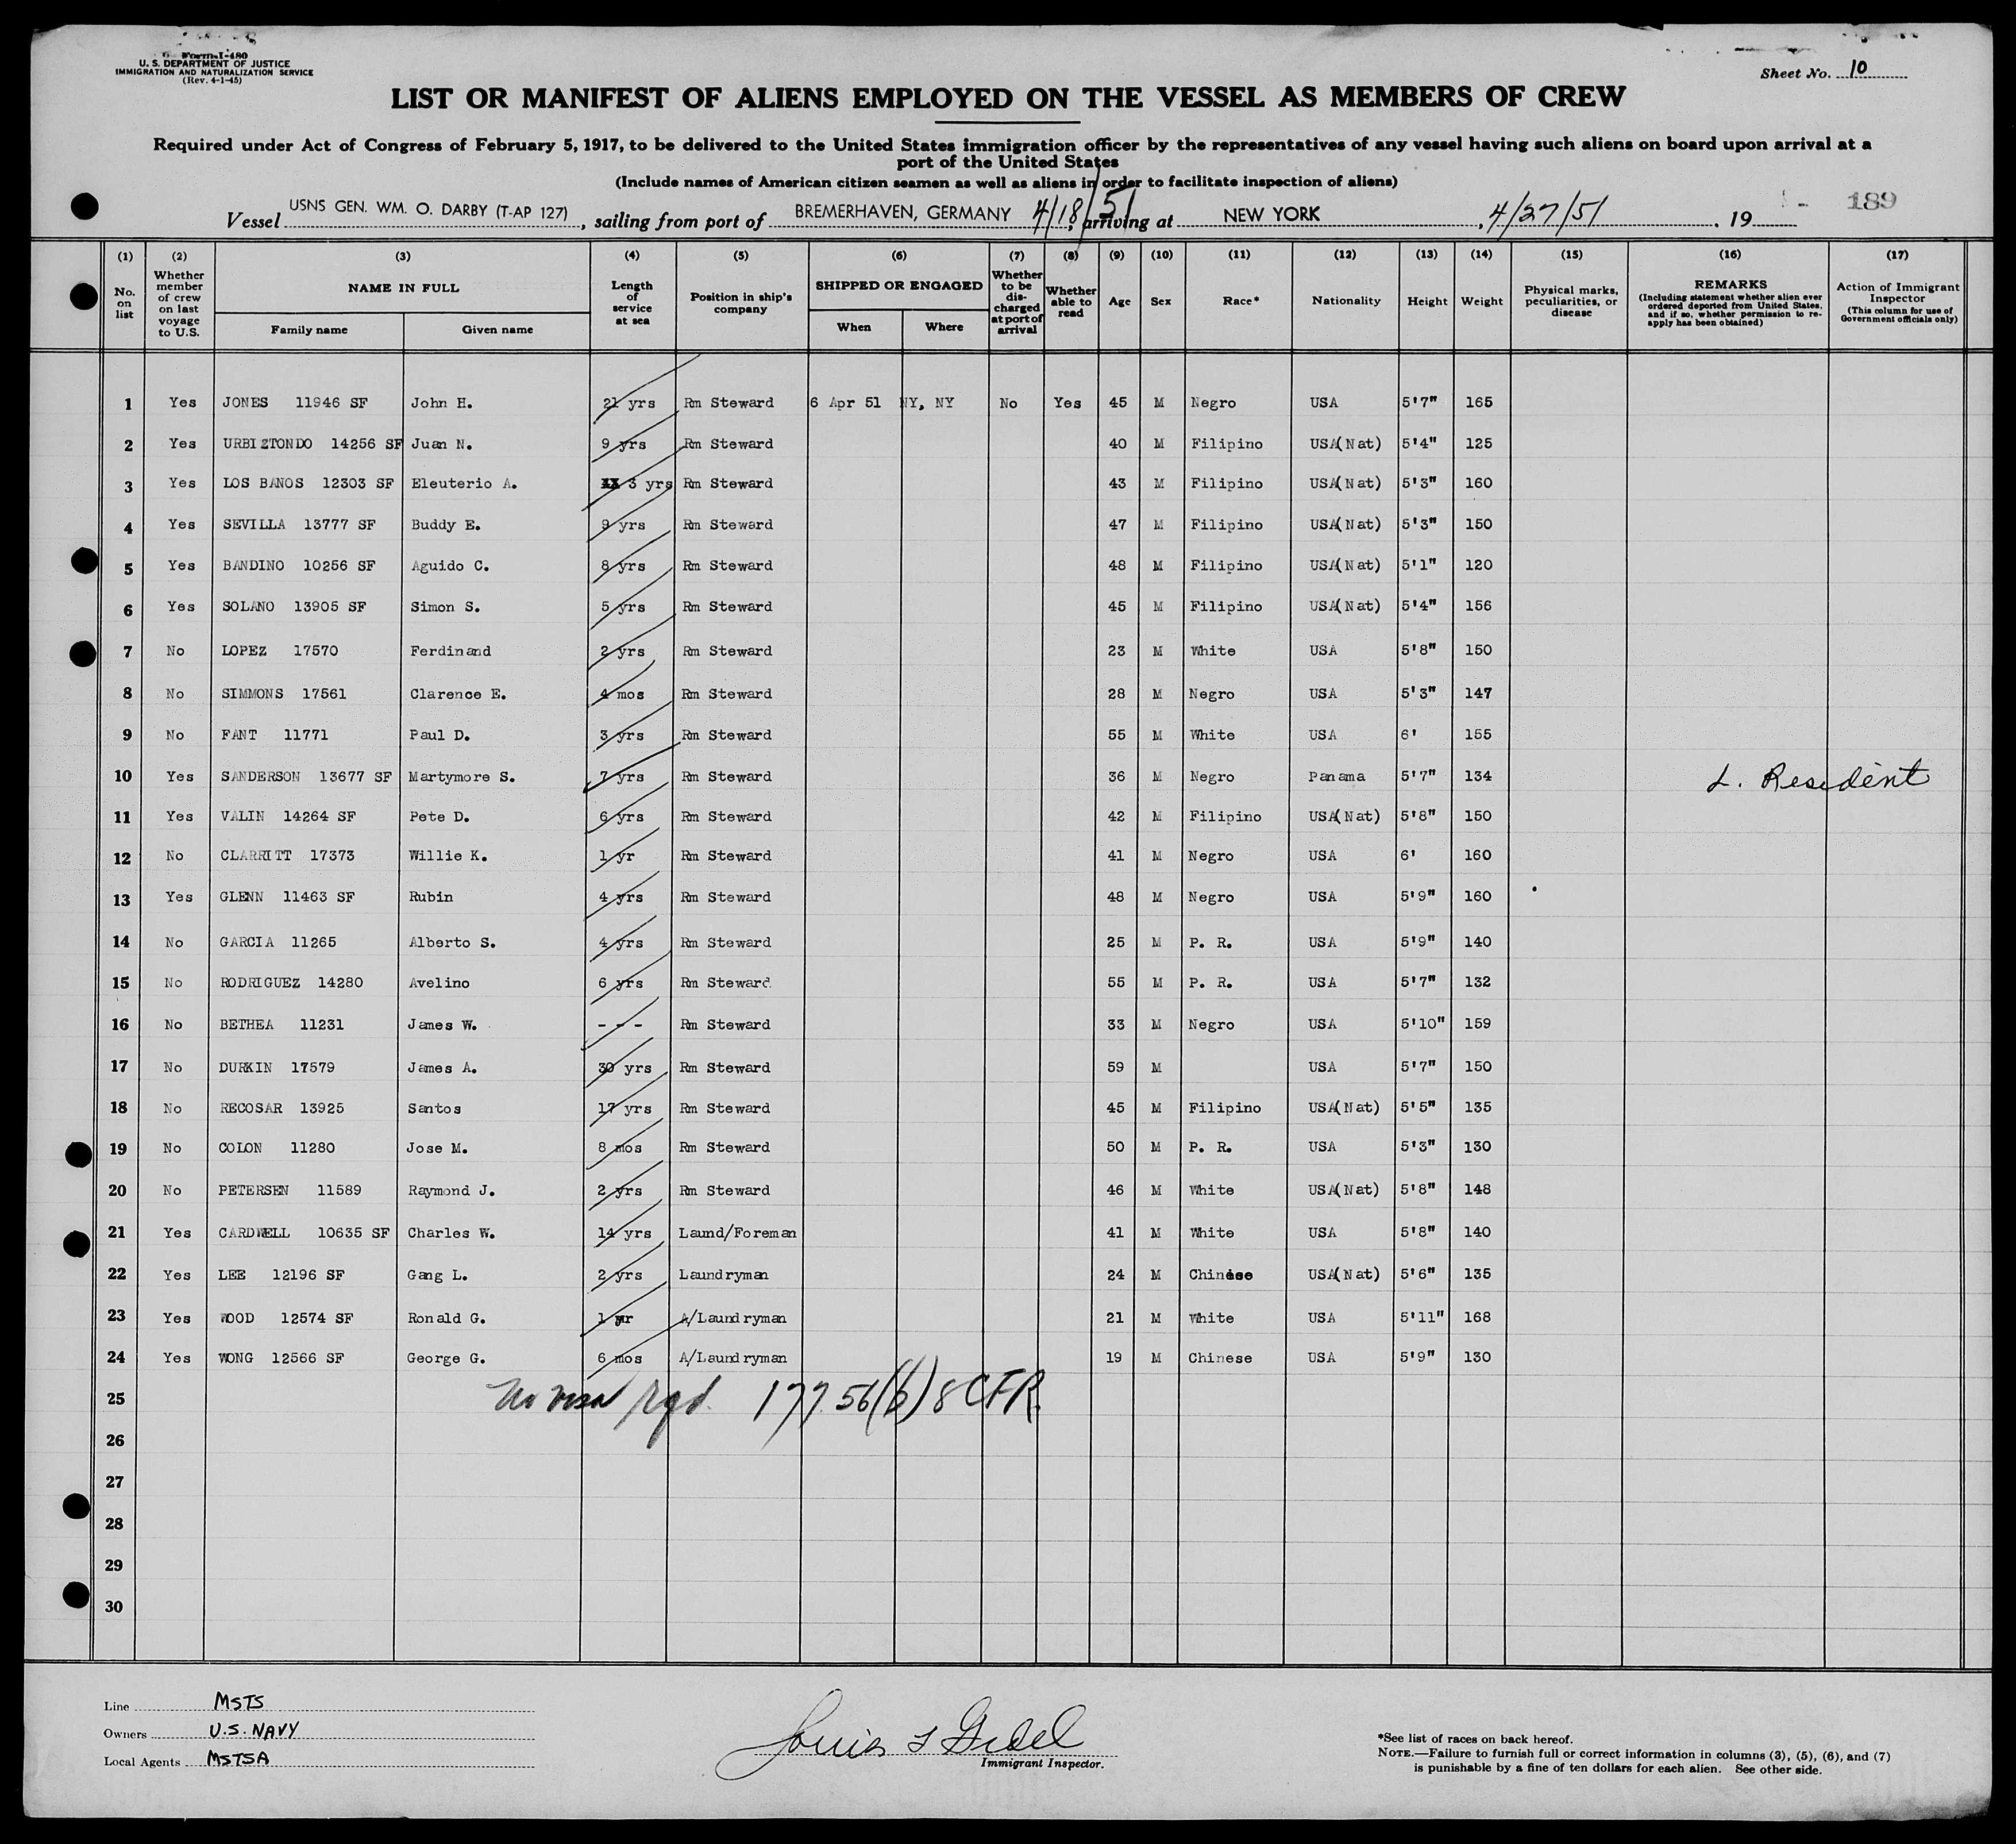 Form I-480
U. S. DEPARTMENT OF JUSTICE
IMMIGRATION AND NATURALIZATION SERVICE
(Rev. 4-1-45)
Sheet No. 10
LIST OR MANIFEST OF ALIENS EMPLOYED ON THE VESSEL AS MEMBERS OF CREW
Required under Act of Congress of February 5, 1917, to be delivered to the United States immigration officer by the representatives of any vessel having such aliens on board upon arrival at a
port of the United States
(Include names of American citizen seamen as well as aliens in order to facilitate inspection of aliens)
189
Vessel USNS GEN. WM. O. DARBY (T-AP 127), sailing from port of BREMERHAVEN, GERMANY 4/18/51, arriving at NEW YORK, 4/27/51, 19
(1) (2) (3) (4) (5) (6) (7) (8) (9) (10) (11) (12) (13) (14) (15) (16) (17)
No. on list
Whether member of crew on last voyage to U.S.
NAME IN FULL
Family name Given name
Length of service at sea
Position in ship's company
SHIPPED OR ENGAGED
When Where
Whether to be discharged at port of arrival
Whether able to read
Age
Sex
Race*
Nationality
Height
Weight
Physical marks, peculiarities, or disease
REMARKS
(Including statement whether alien ever ordered deported from United States, and if so, whether permission to reapply has been obtained)
Action of Immigrant Inspector
(This column for use of Government officials only)
1 Yes JONES 11946 SF John H. 21 yrs Rm Steward 6 Apr 51 NY, NY No Yes 45 M Negro USA 5'7" 165
2 Yes URBIZTONDO 14256 SF Juan N. 9 yrs Rm Steward 40 M Filipino USA(Nat) 5'4" 125
3 Yes LOS BANOS 12303 SF Eleuterio A. 3 yrs Rm Steward 43 M Filipino USA(Nat) 5'3" 160
4 Yes SEVILLA 13777 SF Buddy E. 9 yrs Rm Steward 47 M Filipino USA(Nat) 5'3" 150
5 Yes BANDINO 10256 SF Aguido C. 8 yrs Rm Steward 48 M Filipino USA(Nat) 5'1" 120
6 Yes SOLANO 13905 SF Simon S. 5 yrs Rm Steward 45 M Filipino USA(Nat) 5'4" 156
7 No LOPEZ 17570 Ferdinand 2 yrs Rm Steward 23 M White USA 5'8" 150
8 No SIMMONS 17561 Clarence E. 4 mos Rm Steward 28 M Negro USA 5'3" 147
9 No FANT 11771 Paul D. 3 yrs Rm Steward 55 M White USA 6' 155
10 Yes SANDERSON 13677 SF Martymore S. 7 yrs Rm Steward 36 M Negro Panama 5'7" 134 L. Resident
11 Yes VALIN 14264 SF Pete D. 6 yrs Rm Steward 42 M Filipino USA(Nat) 5'8" 150
12 No CLARRITT 17373 Willie K. 1 yr Rm Steward 41 M Negro USA 6' 160
13 Yes GLENN 11463 SF Rubin 4 yrs Rm Steward 48 M Negro USA 5'9" 160
14 No GARCIA 11265 Alberto S. 4 yrs Rm Steward 25 M P. R. USA 5'9" 140
15 No RODRIGUEZ 14280 Avelino 6 yrs Rm Steward 55 M P. R. USA 5'7" 132
16 No BETHEA 11231 James W. - - - Rm Steward 33 M Negro USA 5'10" 159
17 No DURKIN 17579 James A. 30 yrs Rm Steward 59 M USA 5'7" 150
18 No RECOSAR 13925 Santos 17 yrs Rm Steward 45 M Filipino USA(Nat) 5'5" 135
19 No COLON 11280 Jose M. 8 mos Rm Steward 50 M P. R. USA 5'3" 130
20 No PETERSEN 11589 Raymond J. 2 yrs Rm Steward 46 M White USA(Nat) 5'8" 148
21 Yes CARDWELL 10635 SF Charles W. 14 yrs Laund/Foreman 41 M White USA 5'8" 140
22 Yes LEE 12196 SF Gang L. 2 yrs Laundryman 24 M Chinese USA(Nat) 5'6" 135
23 Yes WOOD 12574 SF Ronald G. 1 yr A/Laundryman 21 M White USA 5'11" 168
24 Yes WONG 12566 SF George G. 6 mos A/Laundryman 19 M Chinese USA 5'9" 130
25 No visa rqd. 177.56(b) 8 CFR.
26
27
28
29
30
Line MSTS
Owners U.S. NAVY
Local Agents MSTSA
Immigrant Inspector.
*See list of races on back hereof.
NOTE.—Failure to furnish full or correct information in columns (3), (5), (6), and (7)
is punishable by a fine of ten dollars for each alien. See other side.